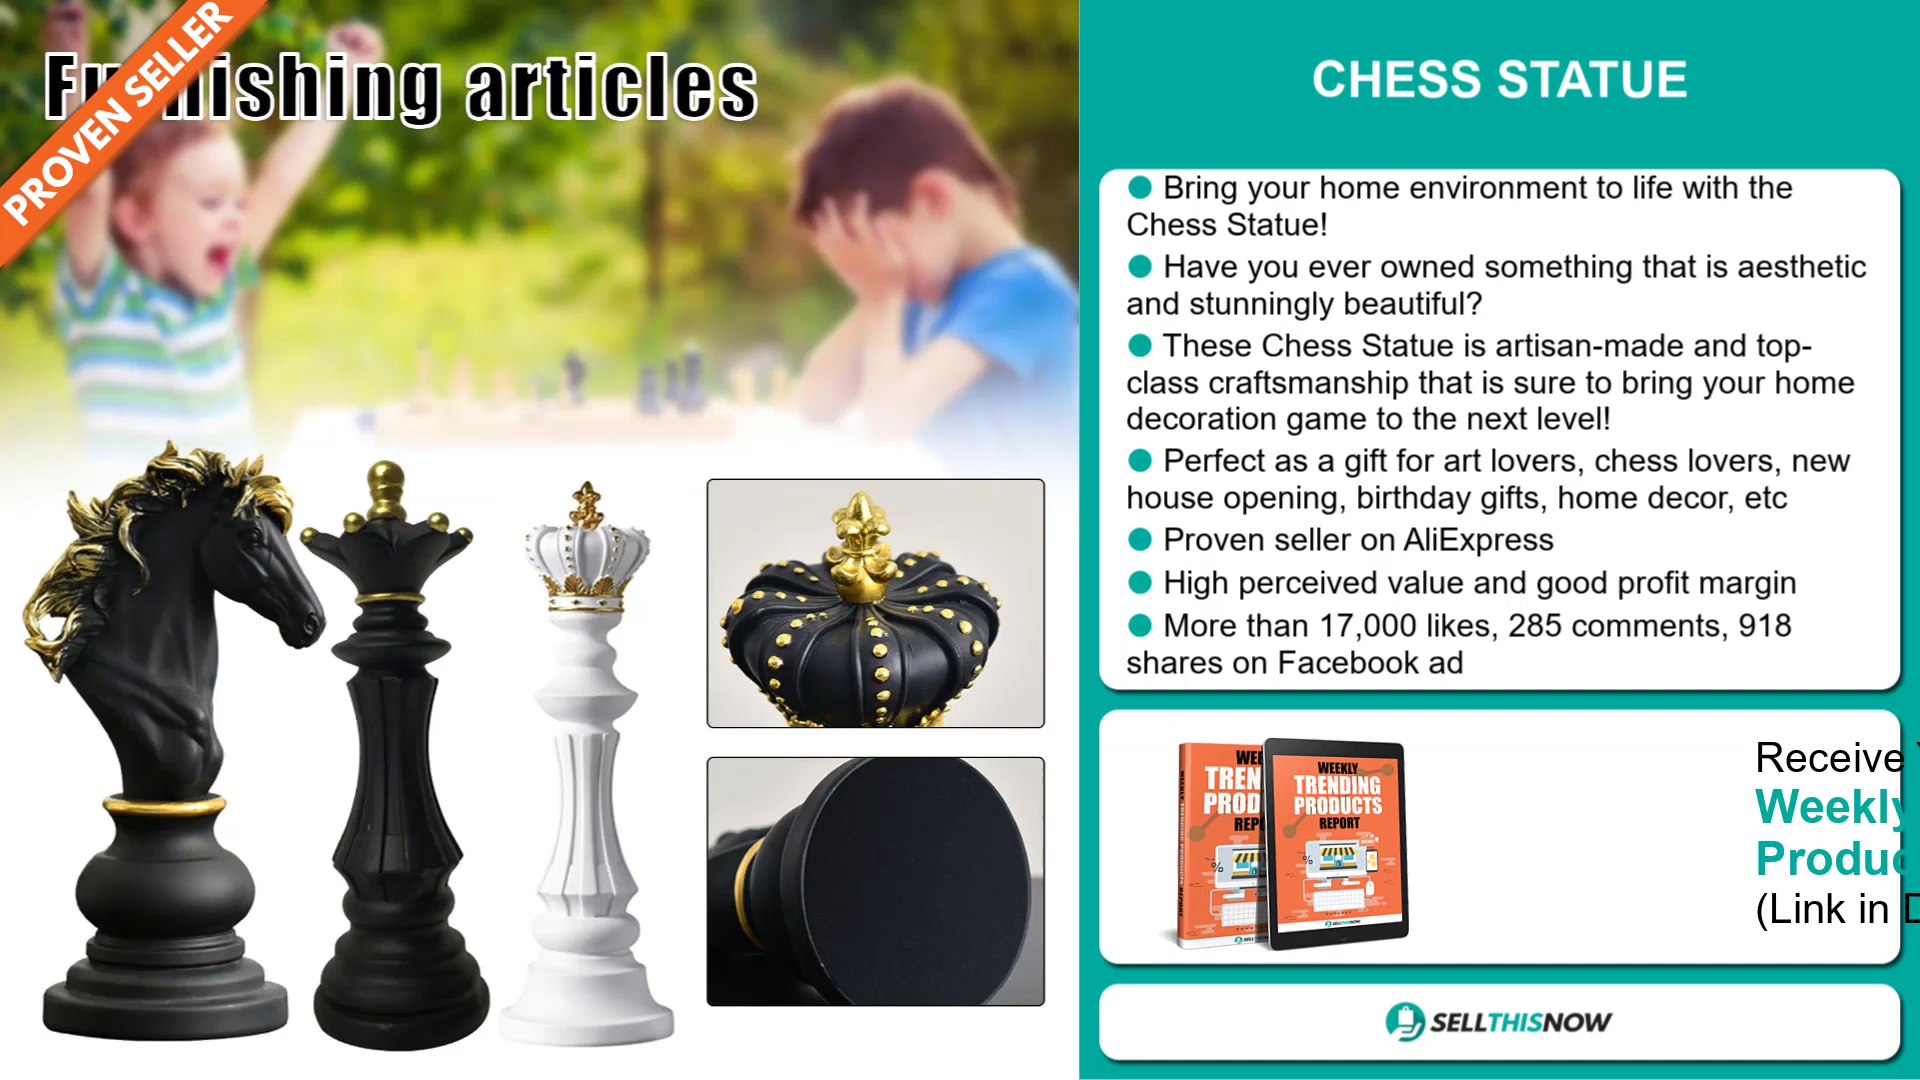 PROVEN SELLER
Furnishing articles
CHESS STATUE
Bring your home environment to life with the
Chess Statue!
Have you ever owned something that is aesthetic
and stunningly beautiful?
These Chess Statue is artisan-made and top-
class craftsmanship that is sure to bring your home
decoration game to the next level!
Perfect as a gift for art lovers, chess lovers, new
house opening, birthday gifts, home decor, etc
Proven seller on AliExpress
High perceived value and good profit margin
More than 17,000 likes, 285 comments, 918
shares on Facebook ad
WEEKLY
TRENDING
PRODUCTS
REPORT
SELLTHISNOW
Receive
Weekly
(Link in
SELLTHISNOW